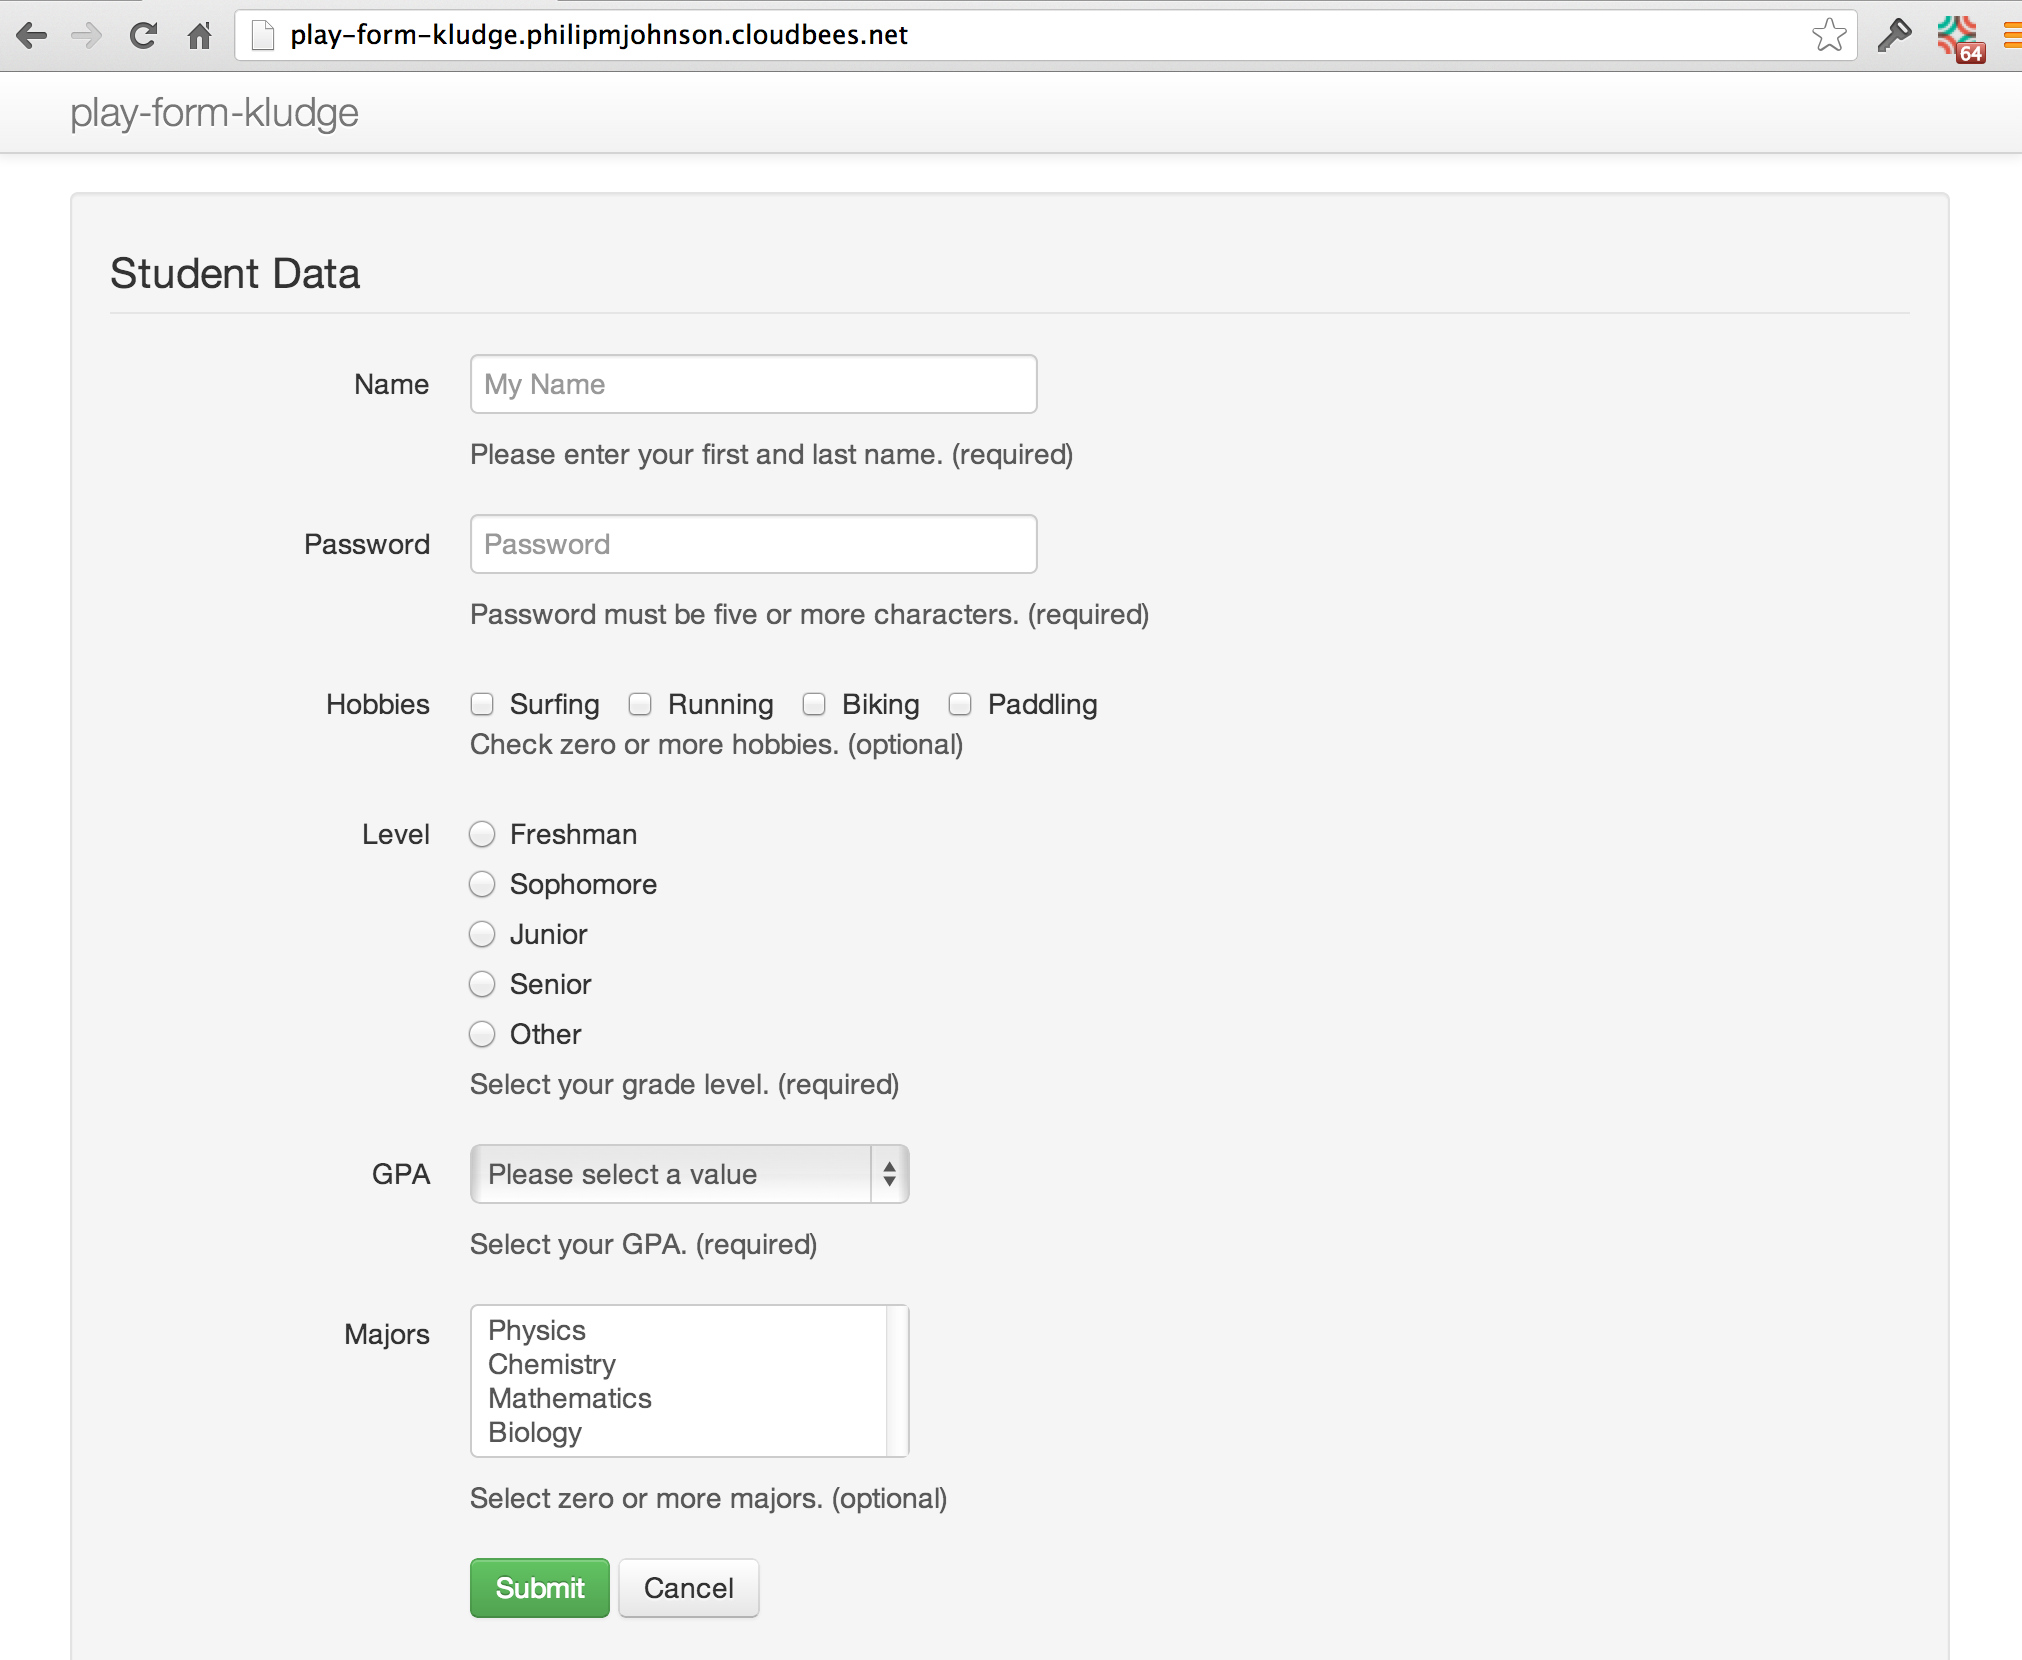 play-form-kludge.philipmjohnson.cloudbees.net
64
play-form-kludge
Student Data
Name
My Name
Please enter your first and last name. (required)
Password
Password
Password must be five or more characters. (required)
Hobbies Surfing Running Biking Paddling
Check zero or more hobbies. (optional)
Level Freshman
Sophomore
Junior
Senior
Other
Select your grade level. (required)
GPA Please select a value
Select your GPA. (required)
Majors Physics
Chemistry
Mathematics
Biology
Select zero or more majors. (optional)
Submit Cancel